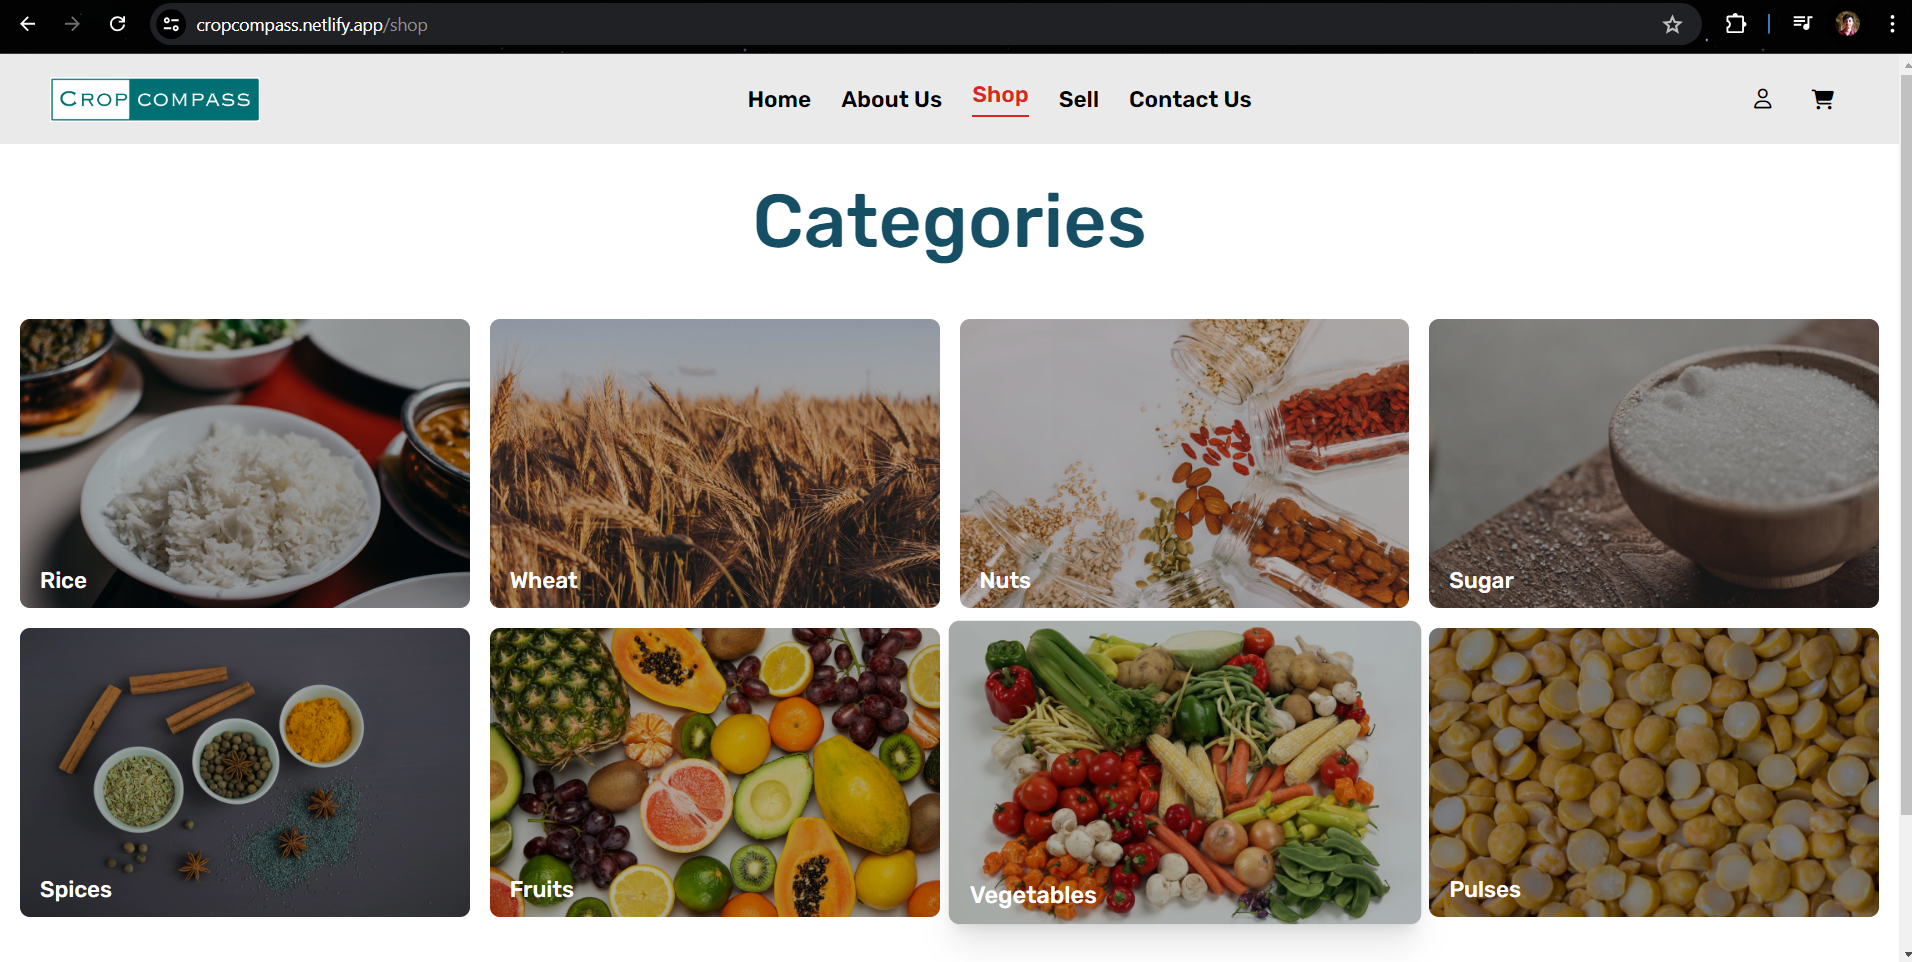 cropcompass.netlify.app/shop
CROP COMPASS
Home About Us Shop Sell Contact Us
Categories
Rice Wheat Nuts Sugar
Spices Fruits Vegetables Pulses